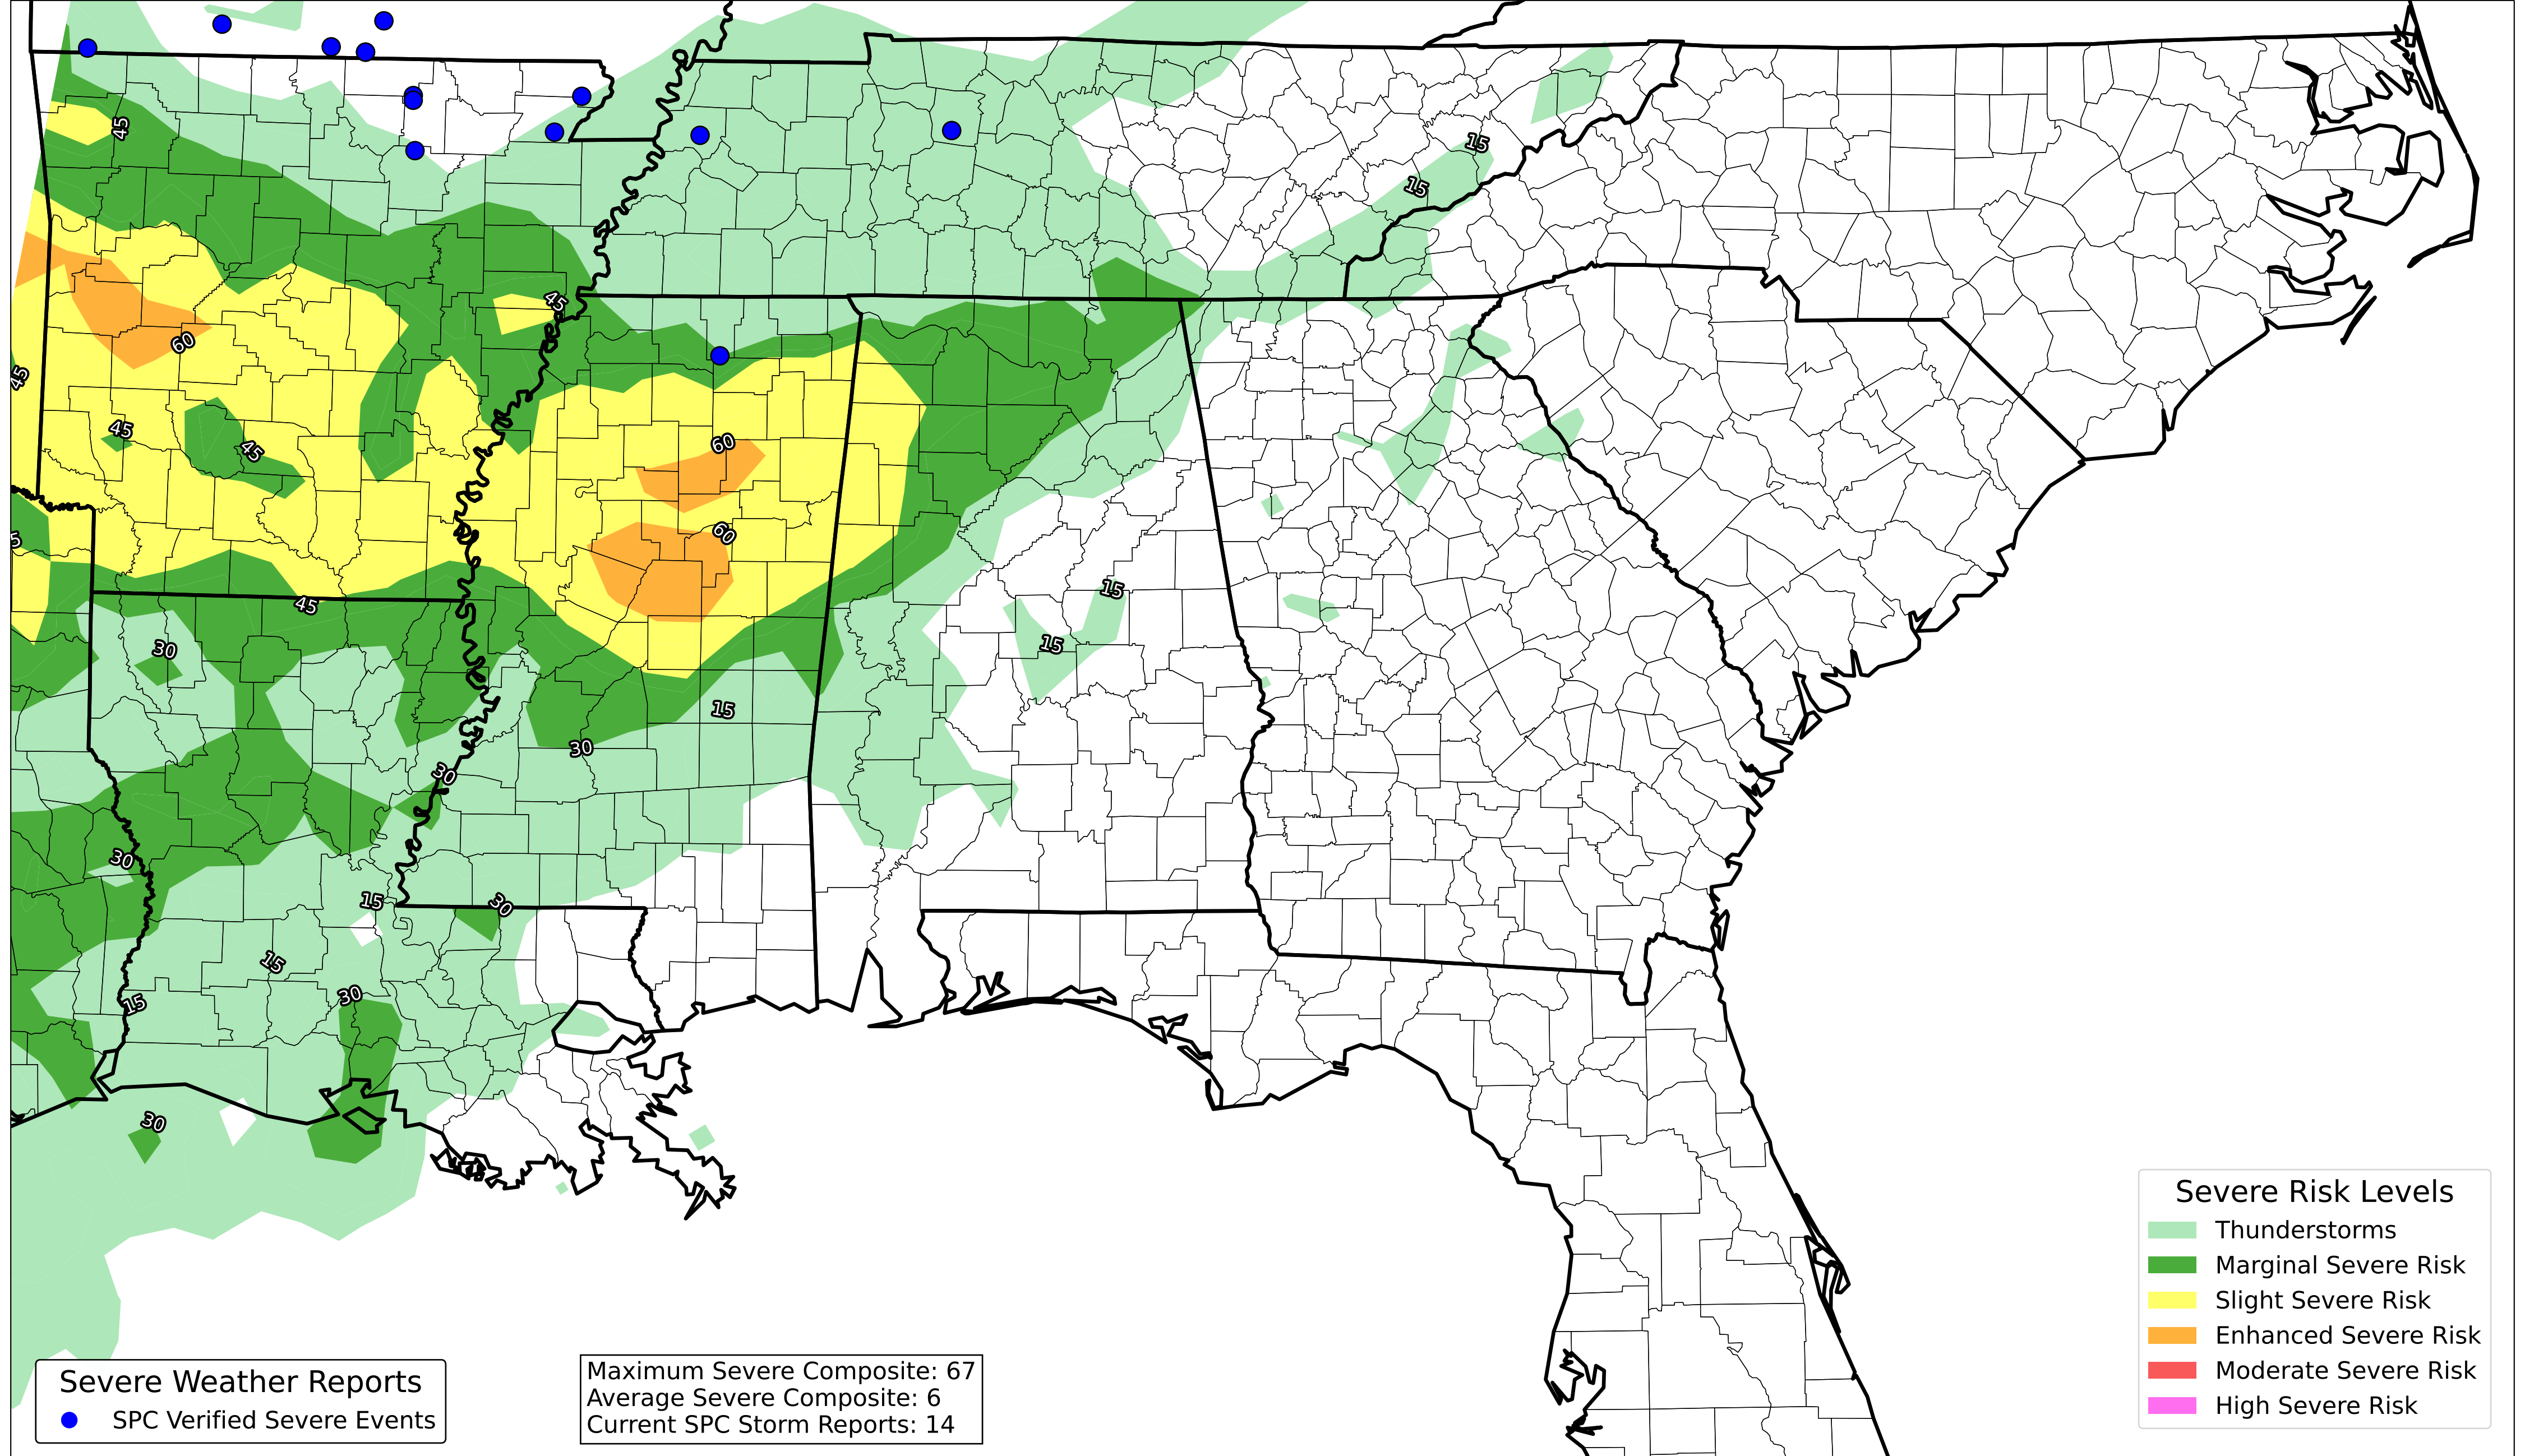 45
15
15
45
60
45
45
45
60
60
5
15
45
15
30
15
30
30
30
15
30
15
30
15
30
Severe Risk Levels
Thunderstorms
Marginal Severe Risk
Slight Severe Risk
Enhanced Severe Risk
Moderate Severe Risk
High Severe Risk
Severe Weather Reports
SPC Verified Severe Events
Maximum Severe Composite: 67
Average Severe Composite: 6
Current SPC Storm Reports: 14